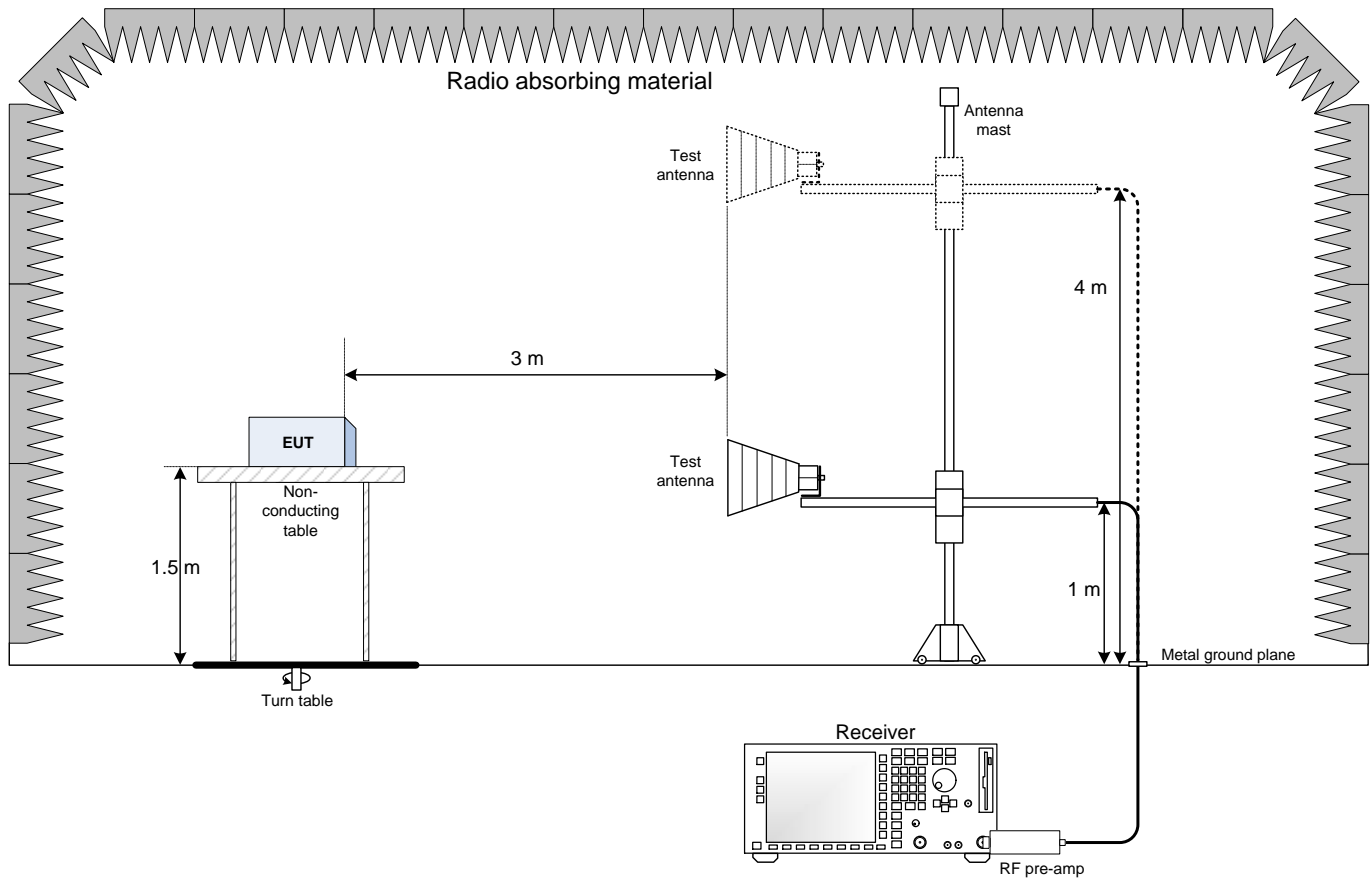 Radio absorbing material
Antenna
mast
Test
antenna
4 m
3 m
EUT
Test
antenna
Non-
conducting
table
1.5 m
1 m
Metal ground plane
Turn table
Receiver
RF pre-amp